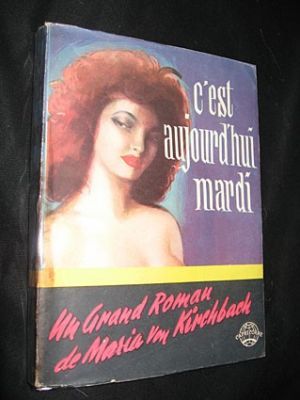 c'est
aujourd'hui
mardi
Un Grand Roman
de Maria von Kirchbach